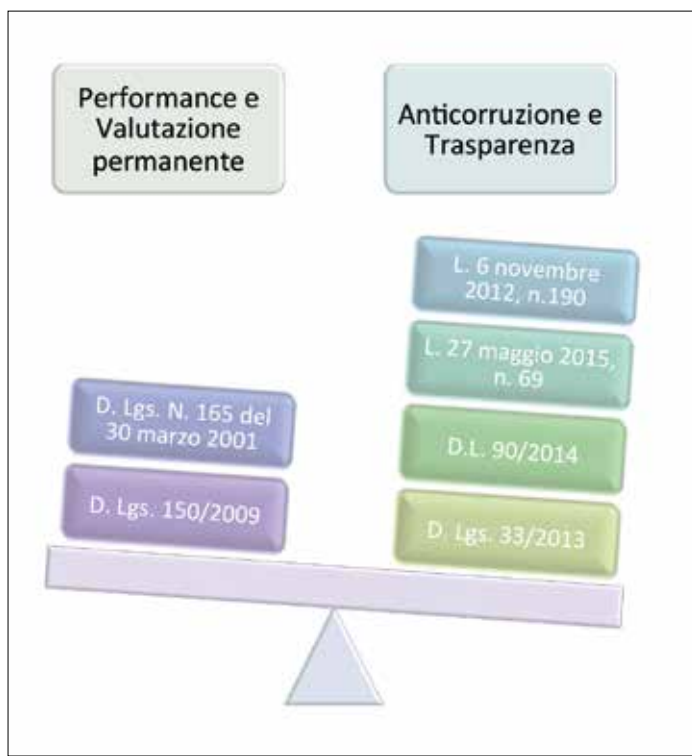 Performance e
Valutazione
permanente
Anticorruzione e
Trasparenza
D. Lgs. N. 165 del
30 marzo 2001
D. Lgs. 150/2009
L. 6 novembre
2012, n.190
L. 27 maggio 2015,
n. 69
D.L. 90/2014
D. Lgs. 33/2013